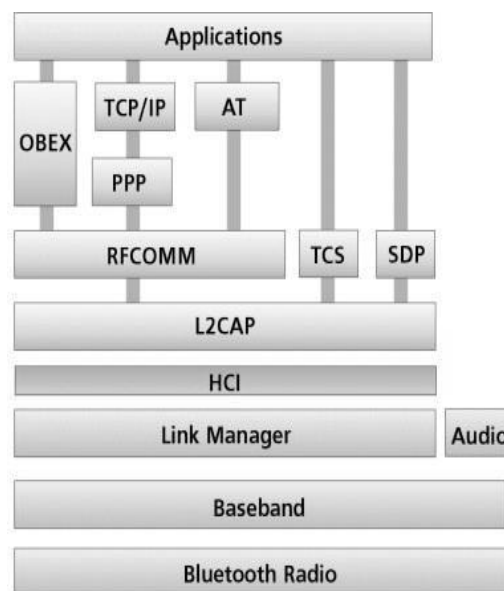 Applications
TCP/IP
AT
OBEX
PPP
RFCOMM
TCS
SDP
L2CAP
HCI
Link Manager
Audio
Baseband
Bluetooth Radio